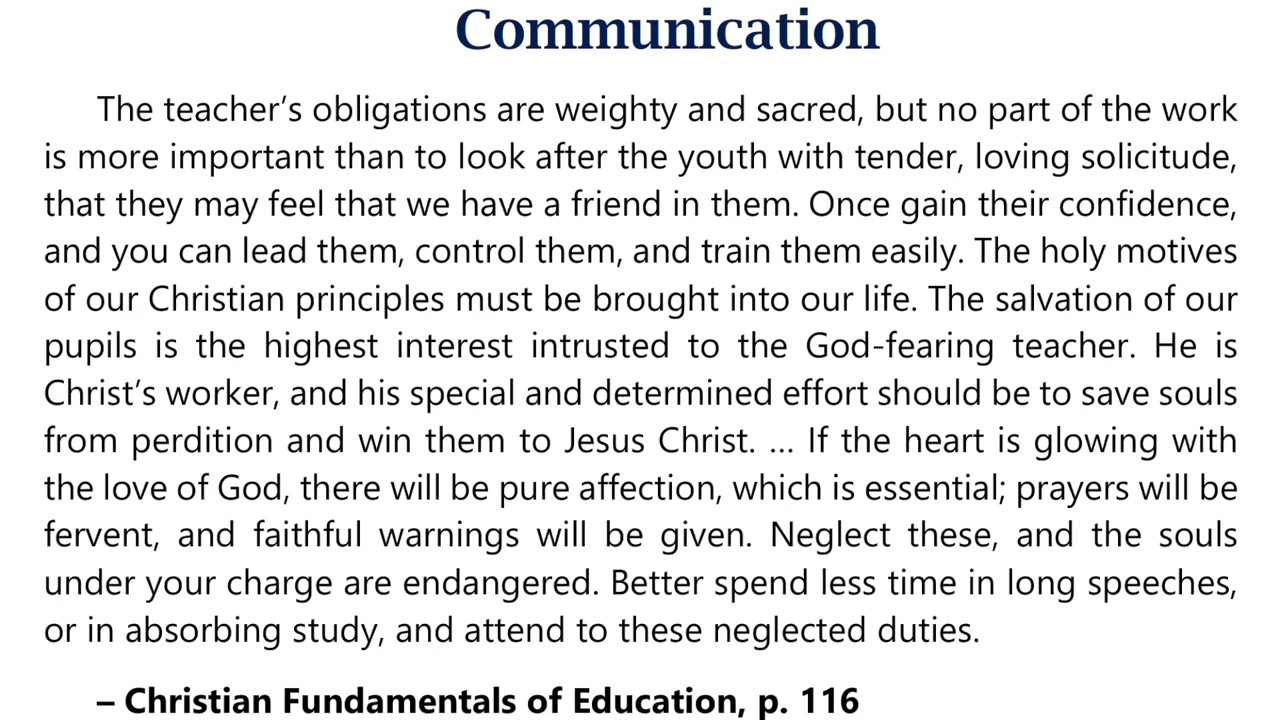 Communication
The teacher’s obligations are weighty and sacred, but no part of the work
is more important than to look after the youth with tender, loving solicitude,
that they may feel that we have a friend in them. Once gain their confidence,
and you can lead them, control them, and train them easily. The holy motives
of our Christian principles must be brought into our life. The salvation of our
pupils is the highest interest intrusted to the God-fearing teacher. He is
Christ’s worker, and his special and determined effort should be to save souls
from perdition and win them to Jesus Christ. … If the heart is glowing with
the love of God, there will be pure affection, which is essential; prayers will be
fervent, and faithful warnings will be given. Neglect these, and the souls
under your charge are endangered. Better spend less time in long speeches,
or in absorbing study, and attend to these neglected duties.
– Christian Fundamentals of Education, p. 116